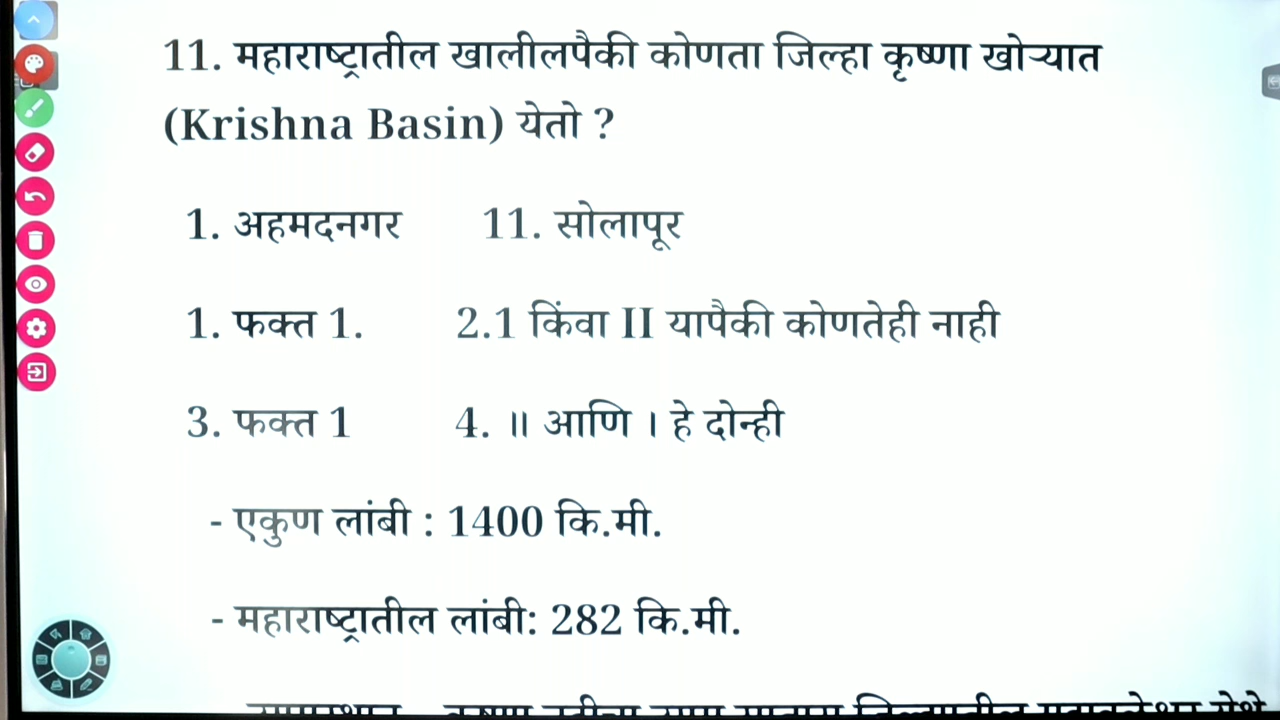 11. महाराष्ट्रातील खालीलपैकी कोणता जिल्हा कृष्णा खोऱ्यात
(Krishna Basin) येतो ?
1. अहमदनगर 11. सोलापूर
1. फक्त 1. 2.1 किंवा II यापैकी कोणतेही नाही
3. फक्त 1 4. ॥ आणि । हे दोन्ही
- एकुण लांबी : 1400 कि.मी.
- महाराष्ट्रातील लांबी: 282 कि.मी.